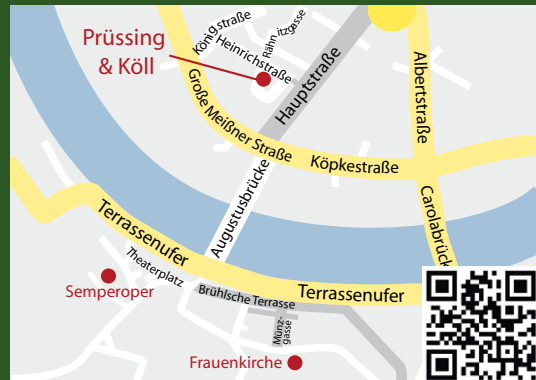 Königstraße
Heinrichstraße
Rähnitzgasse
Prüssing
& Köll
Hauptstraße
Albertstraße
Große Meißner Straße
Köpkestraße
Augustusbrücke
Carolabrück
Terrassenufer
Theaterplatz
Semperoper
Brühlsche Terrasse
Terrassenufer
Münz-
gasse
Frauenkirche